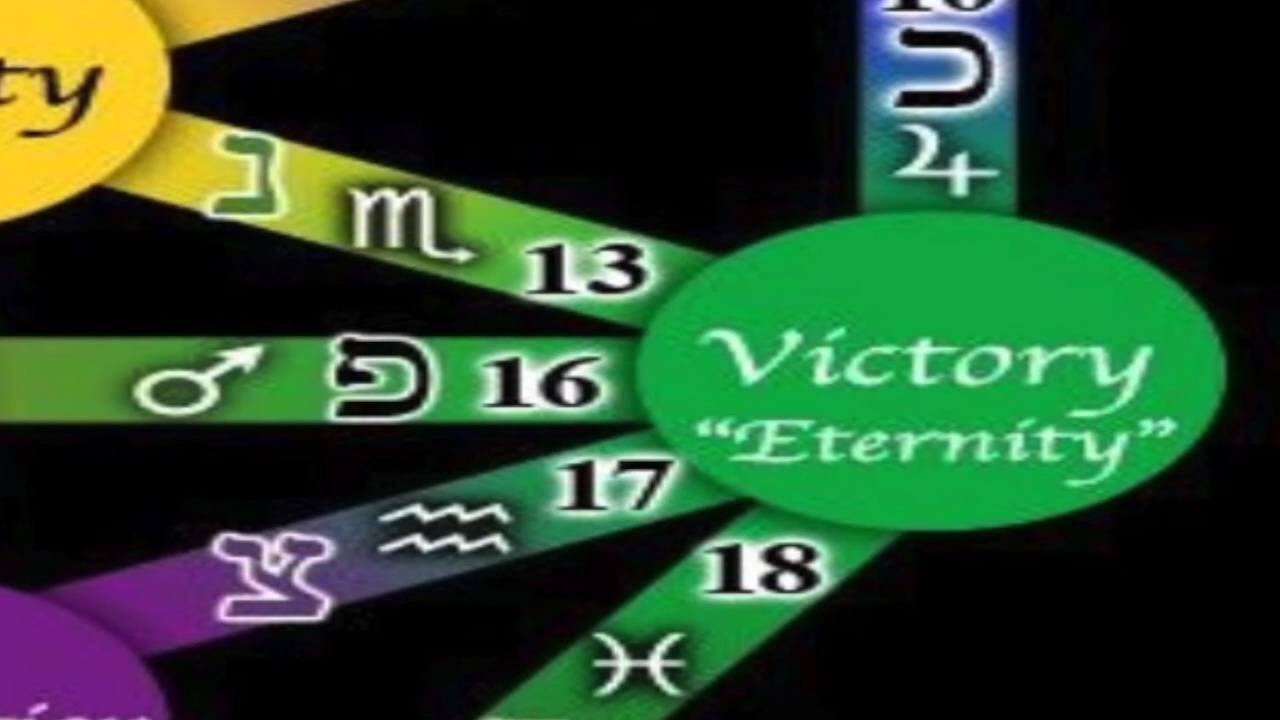 כ
♃
ty
נ ♏ 13
♂ פ 16
Victory
“Eternity”
17
צ ♒
18
♓